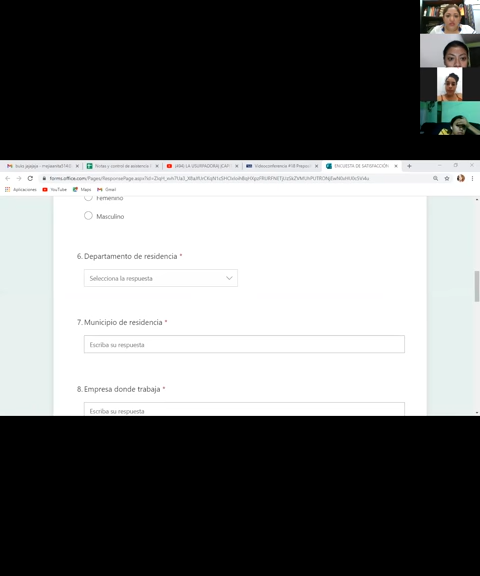 ENCUESTA DE SATISFACCIÓN
Aplicaciones YouTube Maps Gmail
Femenino
Masculino
6. Departamento de residencia *
Selecciona la respuesta
7. Municipio de residencia *
Escriba su respuesta
8. Empresa donde trabaja *
Escriba su respuesta